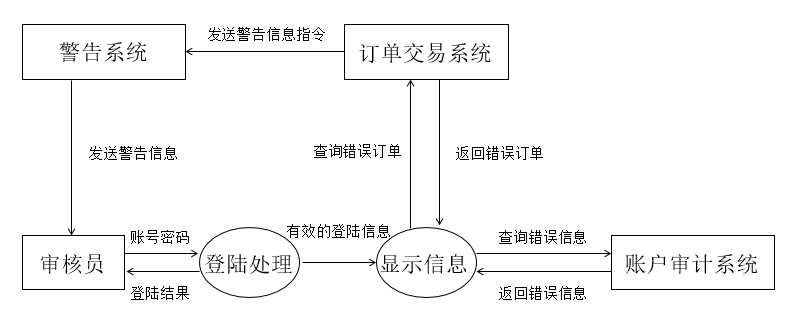 发送警告信息指令
警告系统
订单交易系统
发送警告信息
查询错误订单
返回错误订单
账号密码
有效的登陆信息
查询错误信息
审核员
登陆处理
显示信息
账户审计系统
登陆结果
返回错误信息